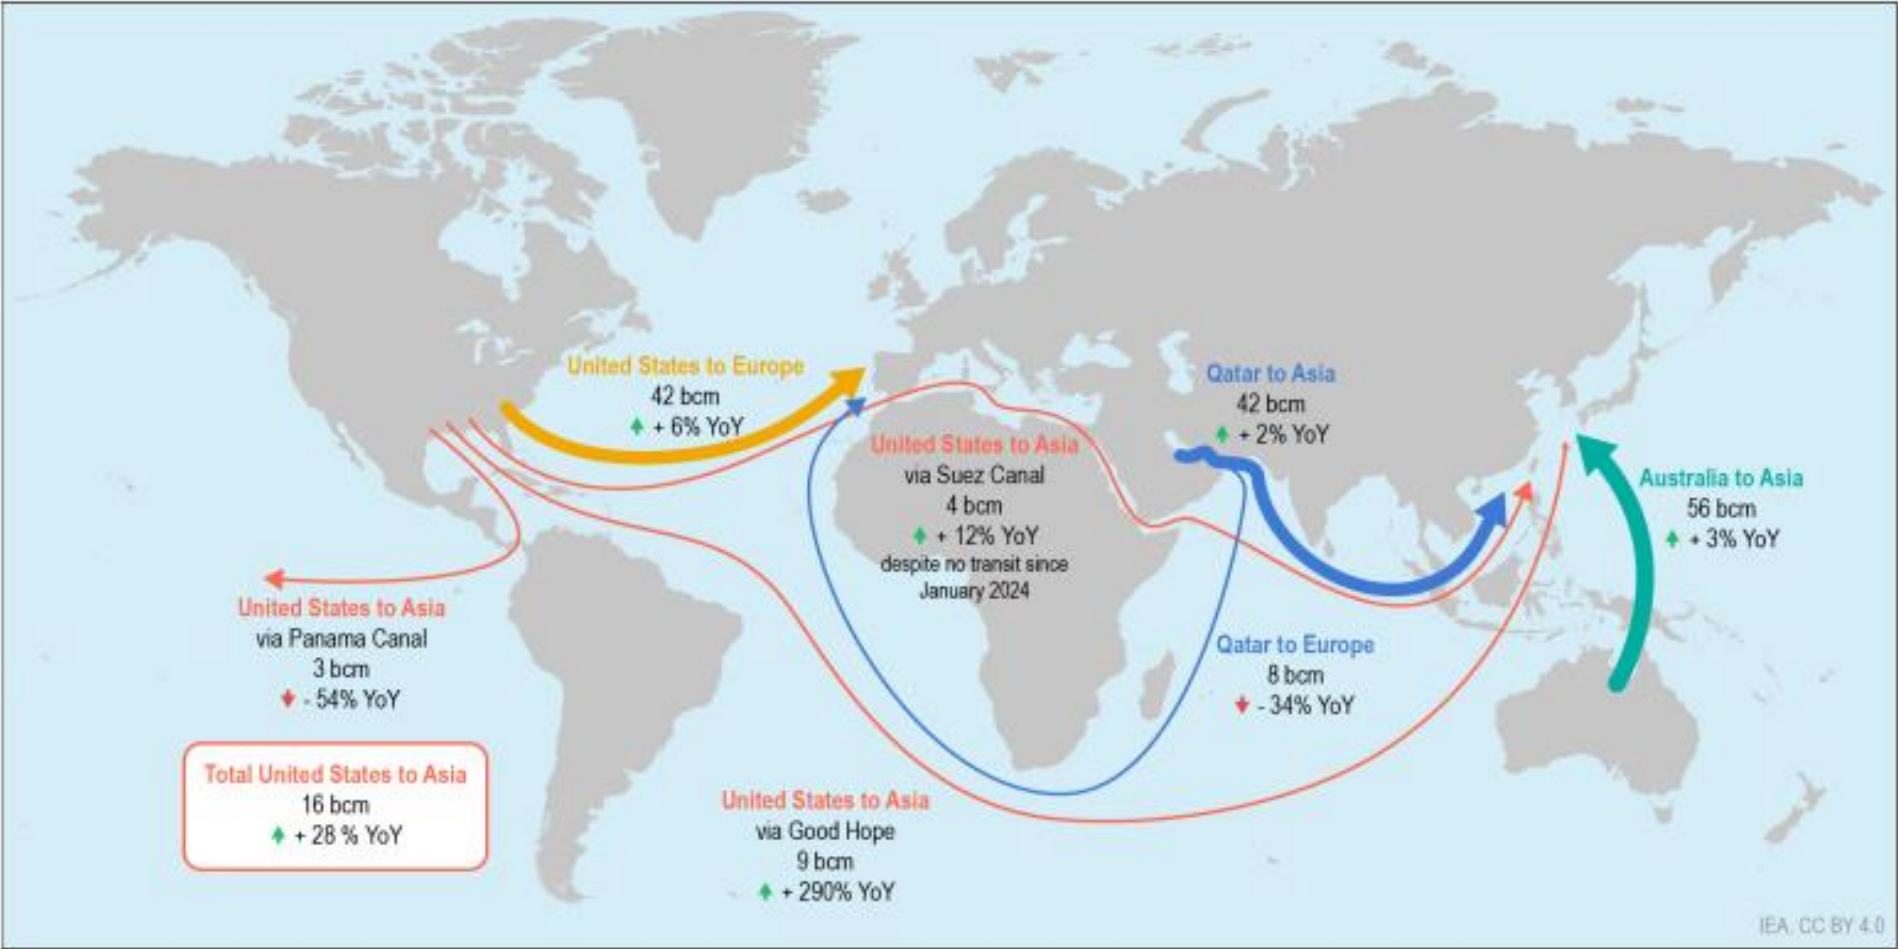 United States to Europe
42 bcm
+ 6% YoY
Qatar to Asia
42 bcm
+ 2% YoY
United States to Asia
via Suez Canal
4 bcm
+ 12% YoY
despite no transit since
January 2024
Australia to Asia
56 bcm
+ 3% YoY
United States to Asia
via Panama Canal
3 bcm
- 54% YoY
Qatar to Europe
8 bcm
- 34% YoY
Total United States to Asia
16 bcm
+ 28 % YoY
United States to Asia
via Good Hope
9 bcm
+ 290% YoY
IEA. CC BY 4.0